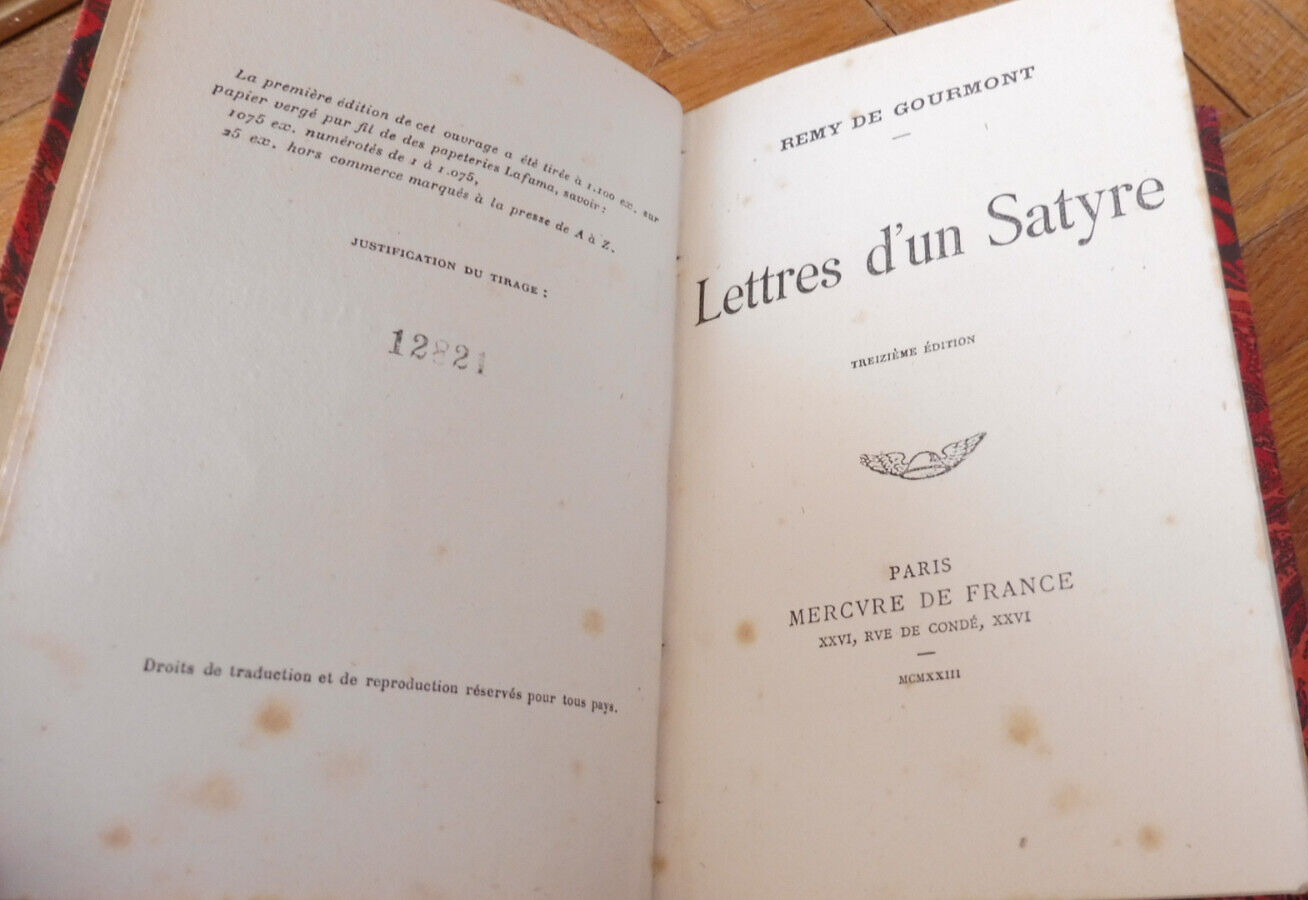 La première édition de cet ouvrage a été tirée à 1.100 ex. sur
papier vergé pur fil de des papeteries Lafuma, savoir:
1075 ex. numérotés de 1 à 1.075,
25 ex. hors commerce marqués à la presse de A à Z.
JUSTIFICATION DU TIRAGE :
12821
Droits de traduction et de reproduction réservés pour tous pays.
REMY DE GOURMONT
Lettres d'un Satyre
TREIZIÈME ÉDITION
PARIS
MERCVRE DE FRANCE
XXVI, RVE DE CONDÉ, XXVI
MCMXXIII